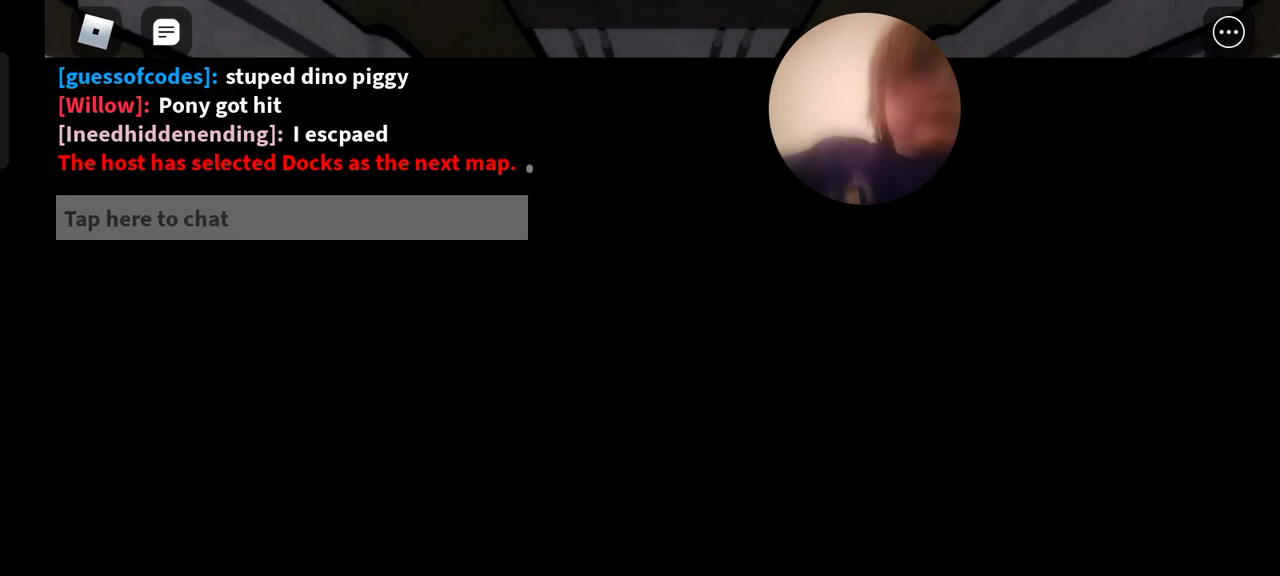 [guessofcodes]: stuped dino piggy
[Willow]: Pony got hit
[Ineedhiddenending]: I escpaed
The host has selected Docks as the next map.
Tap here to chat